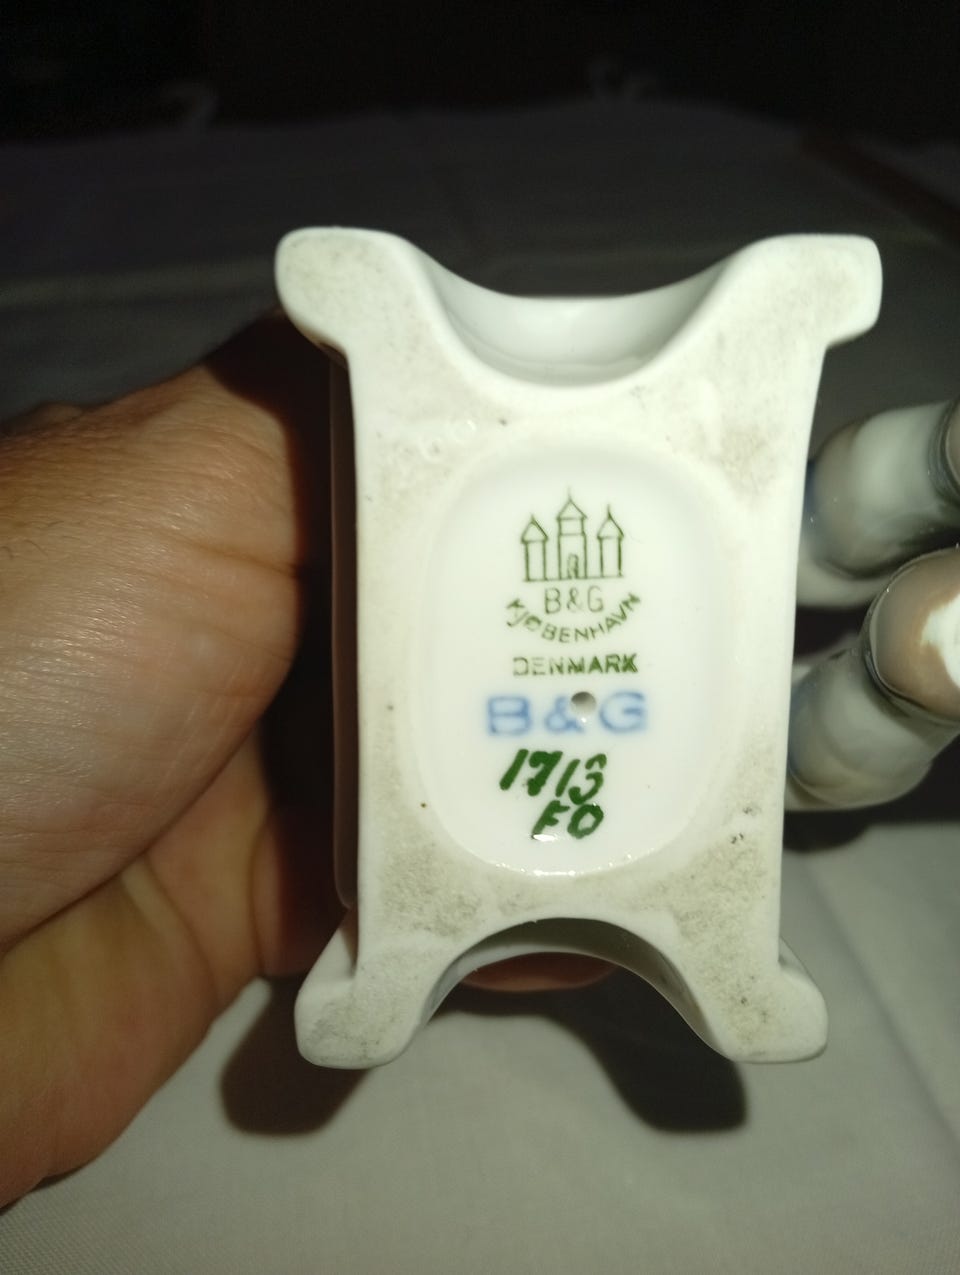 B&G
KJØBENHAVN
DENMARK
B&G
1713
FO